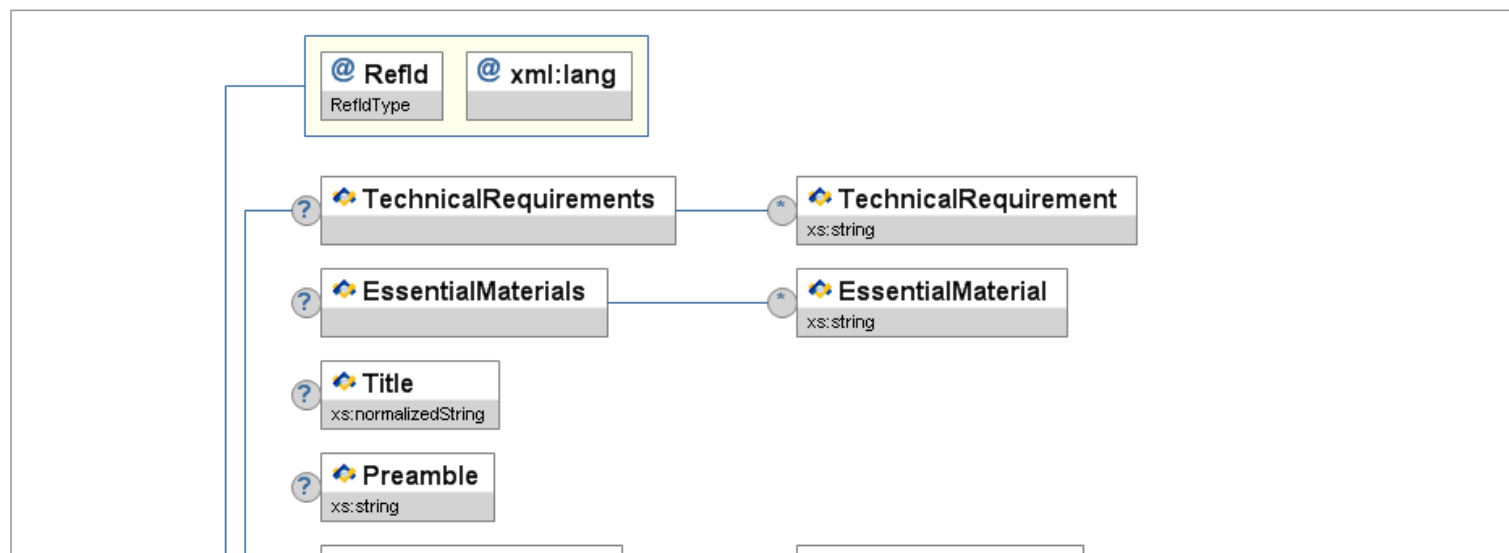 @ RefId
RefIdType
@ xml:lang
? TechnicalRequirements
* TechnicalRequirement
xs:string
? EssentialMaterials
* EssentialMaterial
xs:string
? Title
xs:normalizedString
? Preamble
xs:string